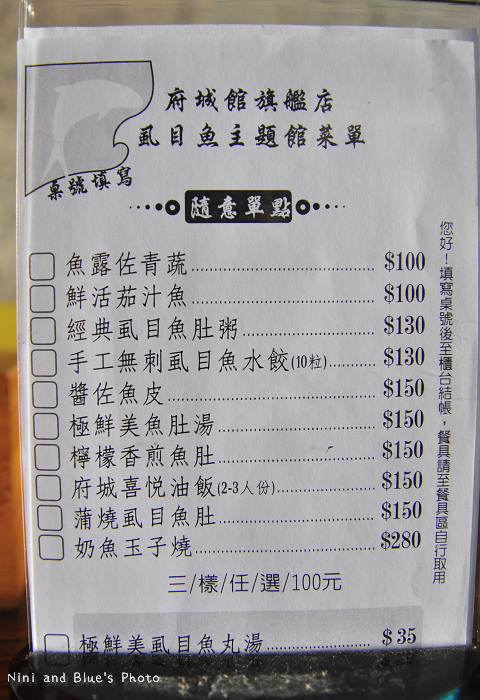 府城館旗艦店
虱目魚主題館菜單
桌號填寫
隨意單點
魚露佐青蔬 $100
鮮活茄汁魚 $100
經典虱目魚肚粥 $130
手工無刺虱目魚水餃(10粒) $130
醬佐魚皮 $150
極鮮美魚肚湯 $150
檸檬香煎魚肚 $150
府城喜悅油飯(2-3人份) $150
蒲燒虱目魚肚 $150
奶魚玉子燒 $280
三/樣/任/選/100元
極鮮美虱目魚丸湯 $35
您好！填寫桌號後至櫃台結帳，餐具請至餐具區自行取用
Nini and Blue's Photo